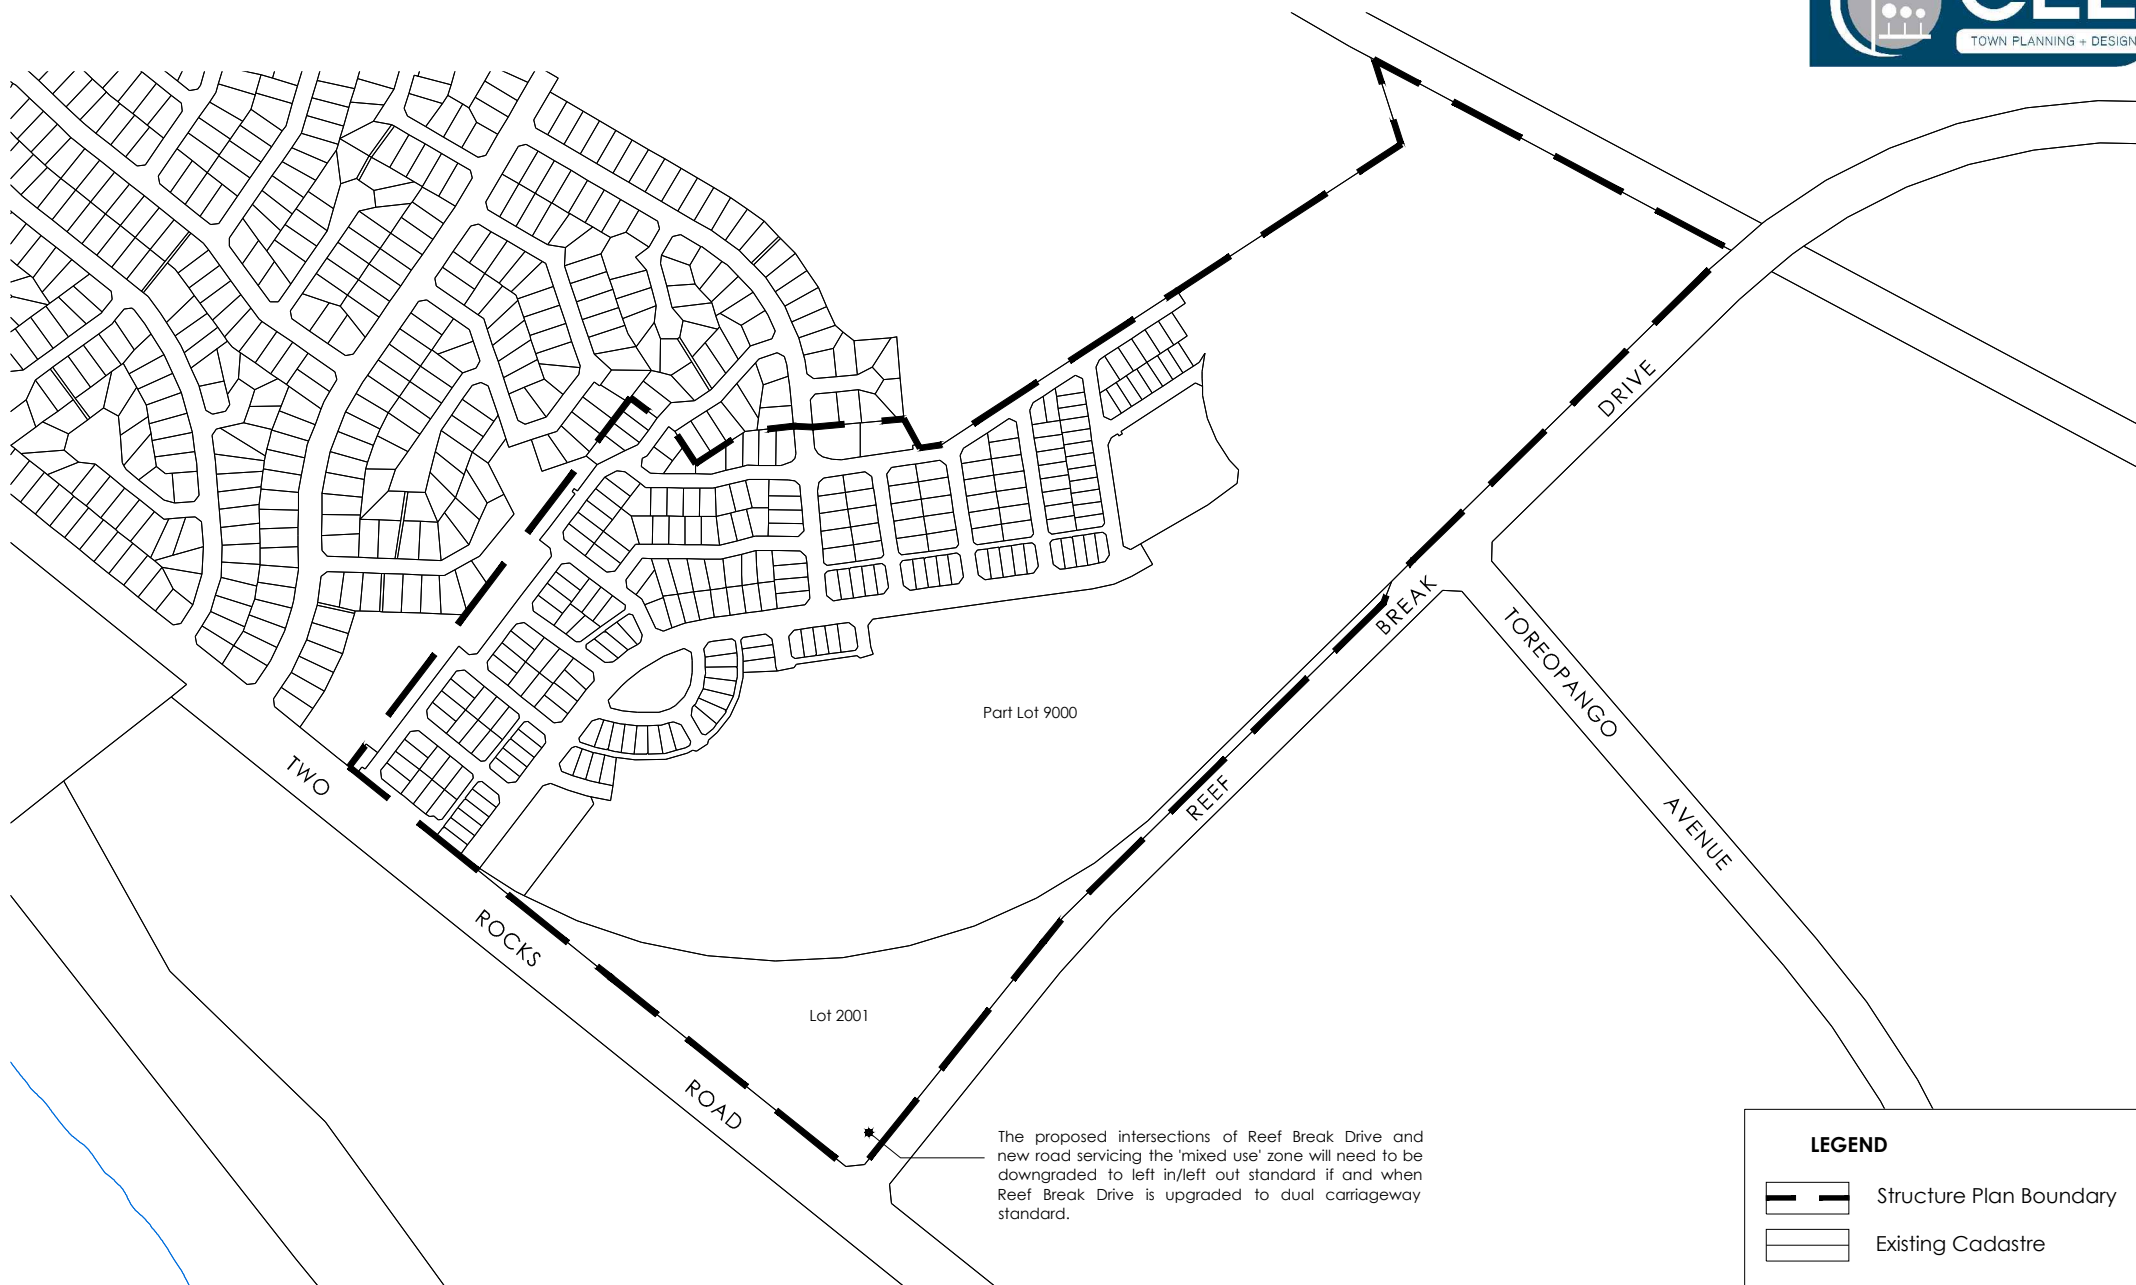 TOWN PLANNING + DESIGN
DRIVE
BREAK
TOREOPANGO
Part Lot 9000
TWO
REEF
AVENUE
ROCKS
Lot 2001
ROAD
The proposed intersections of Reef Break Drive and
new road servicing the 'mixed use' zone will need to be
downgraded to left in/left out standard if and when
Reef Break Drive is upgraded to dual carriageway
standard.
LEGEND
Structure Plan Boundary
Existing Cadastre